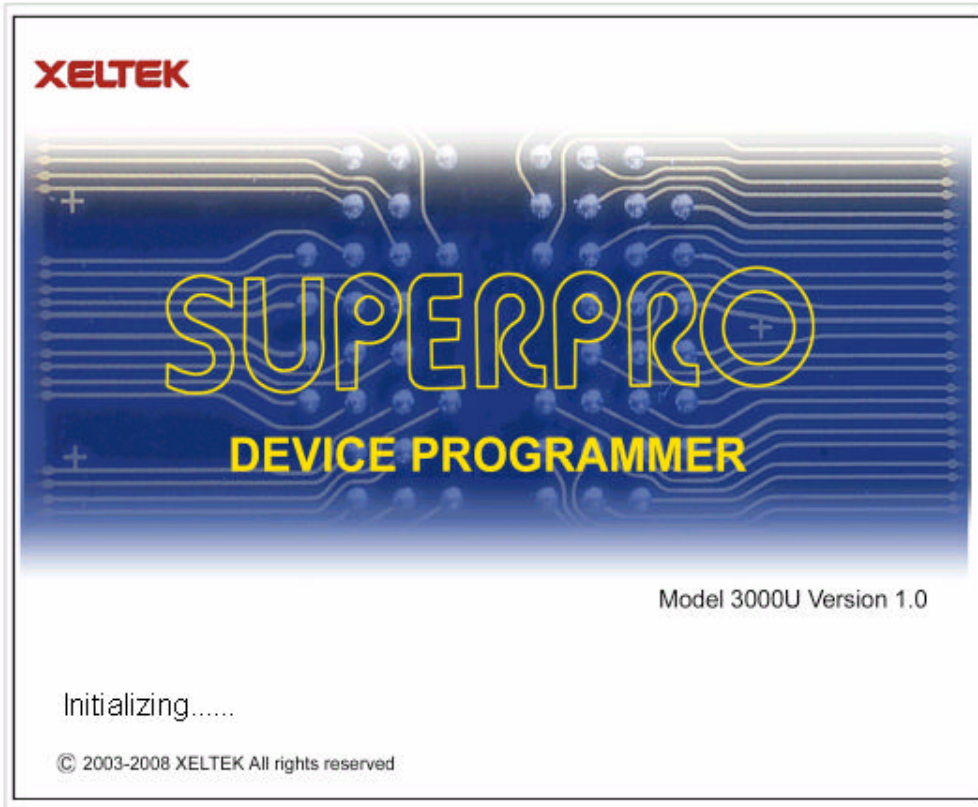 XELTEK
SUPERPRO
DEVICE PROGRAMMER
Model 3000U Version 1.0
Initializing......
© 2003-2008 XELTEK All rights reserved